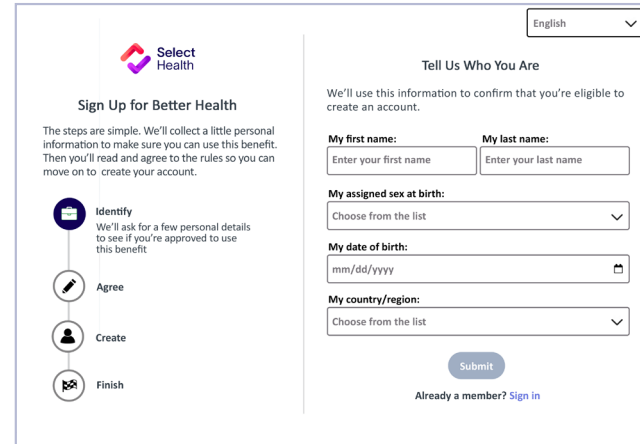 English
Select
Health
Sign Up for Better Health
The steps are simple. We'll collect a little personal
information to make sure you can use this benefit.
Then you'll read and agree to the rules so you can
move on to create your account.
Identify
We'll ask for a few personal details
to see if you're approved to use
this benefit
Agree
Create
Finish
Tell Us Who You Are
We'll use this information to confirm that you're eligible to
create an account.
My first name: My last name:
Enter your first name Enter your last name
My assigned sex at birth:
Choose from the list
My date of birth:
mm/dd/yyyy
My country/region:
Choose from the list
Submit
Already a member? Sign in